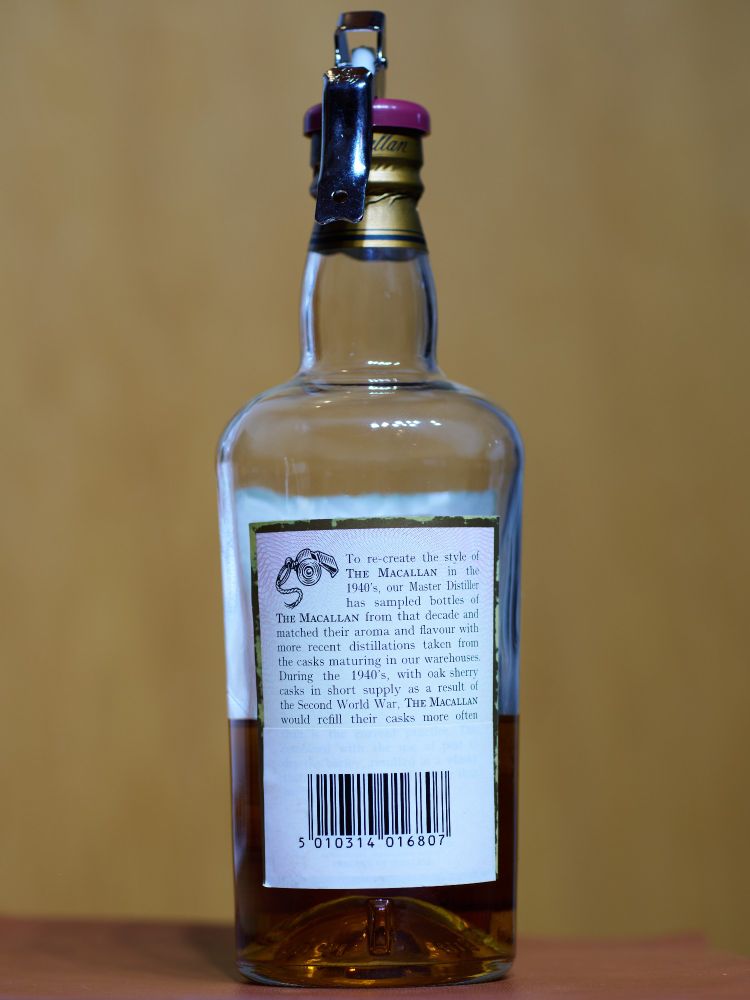 allan
To re-create the style of
THE MACALLAN in the
1940's, our Master Distiller
has sampled bottles of
THE MACALLAN from that decade and
matched their aroma and flavour with
more recent distillations taken from
the casks maturing in our warehouses.
During the 1940's, with oak sherry
casks in short supply as a result of
the Second World War, THE MACALLAN
would refill their casks more often
5 010314 016807